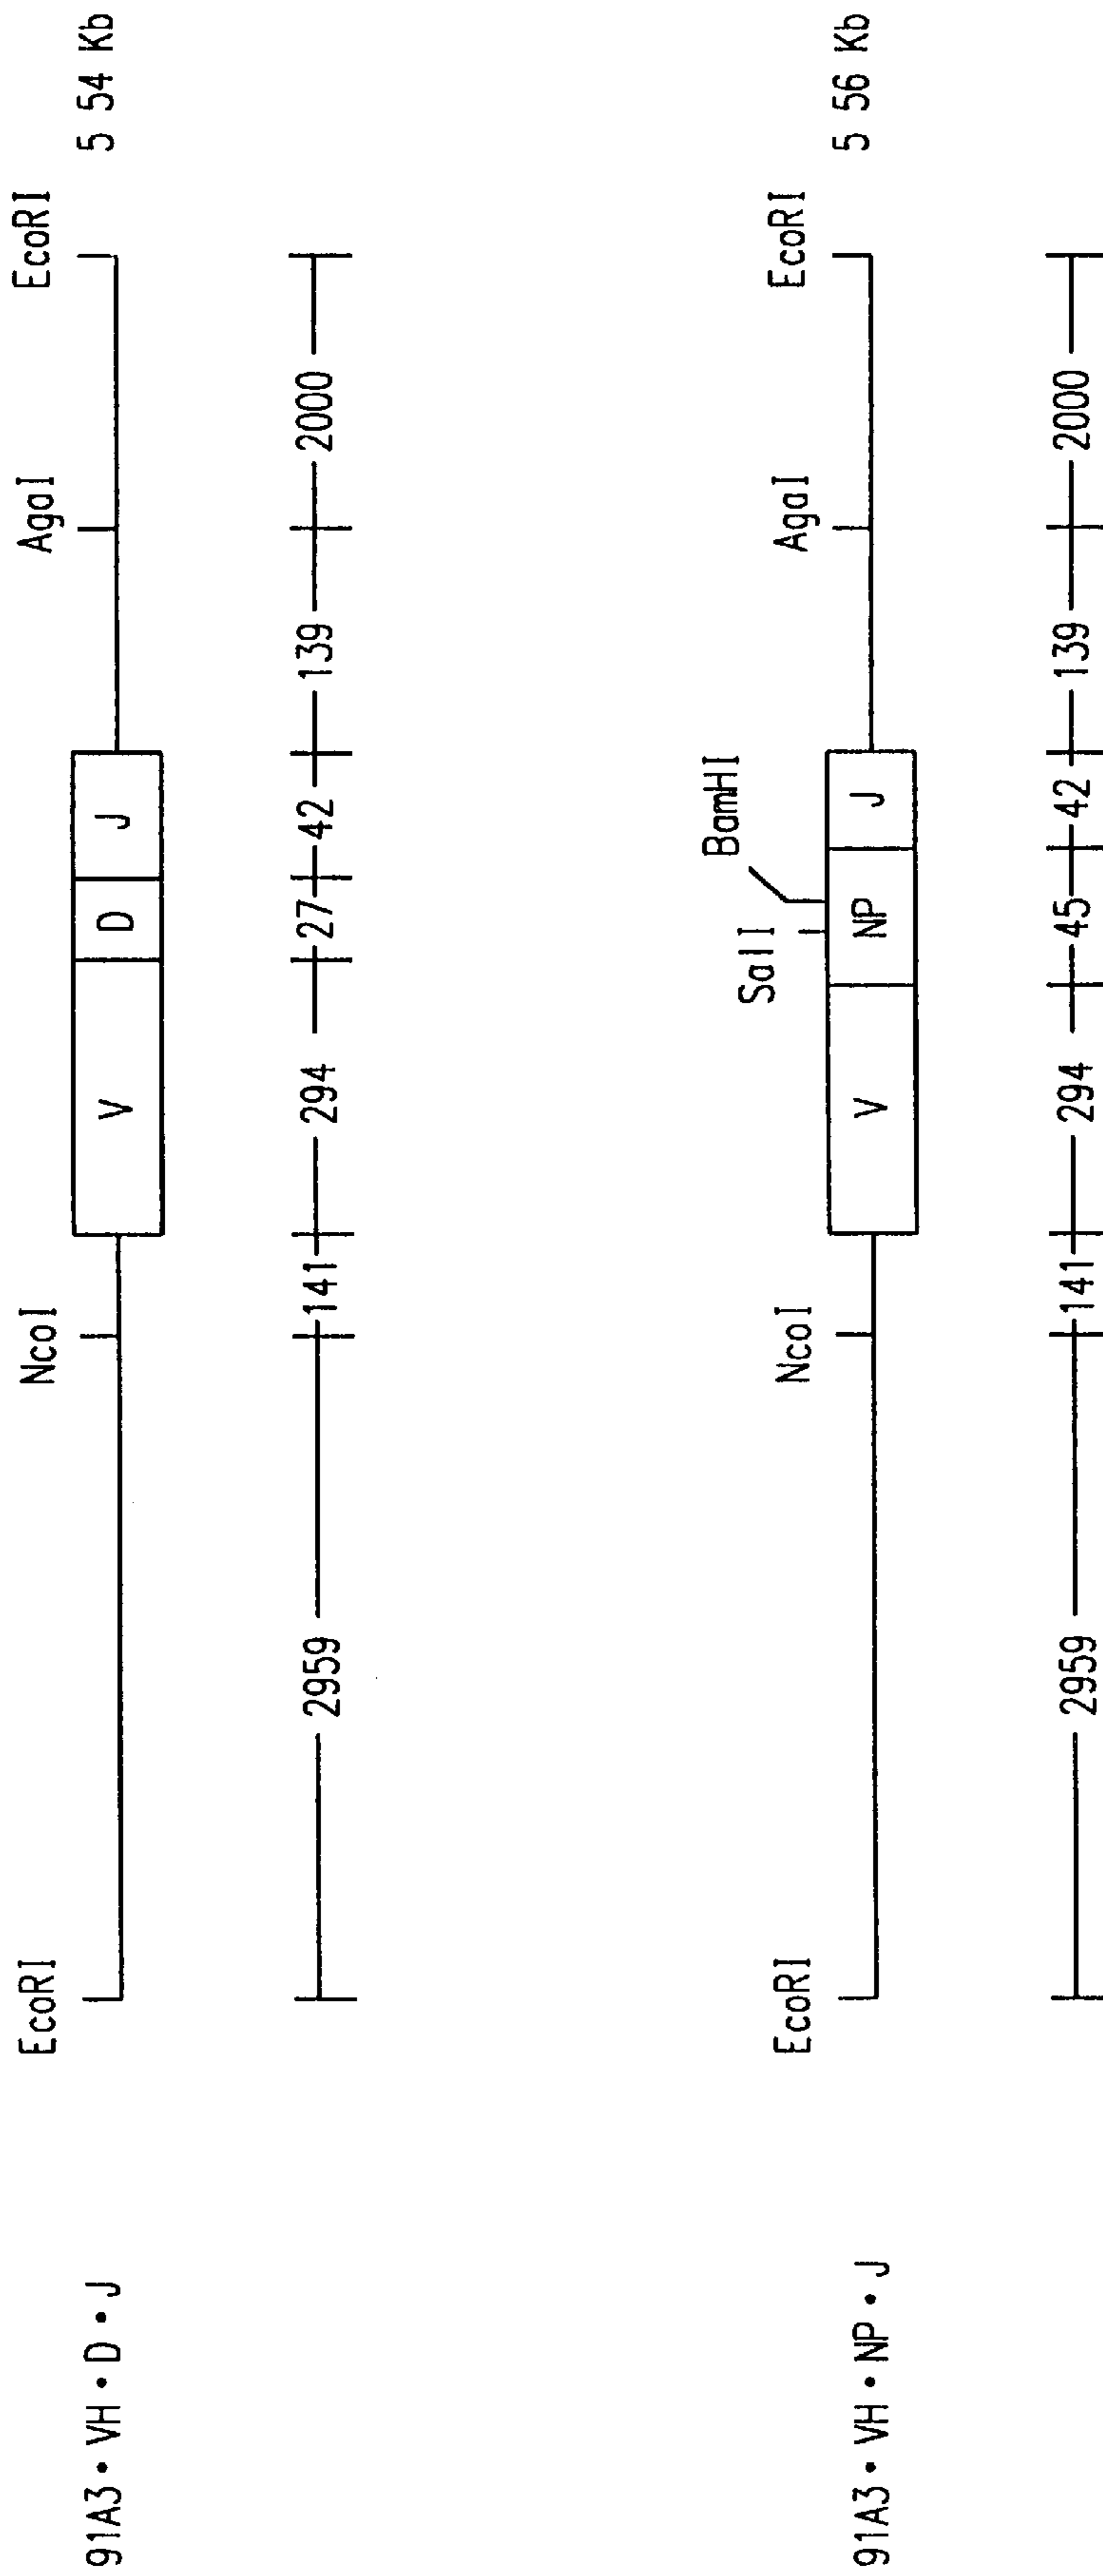 91A3 • VH • D • J
EcoRI NcoI AgaI EcoRI
V D J 5 54 Kb
2959 141 294 27 42 139 2000
BamHI
SalI
EcoRI NcoI AgaI EcoRI
91A3 • VH • NP • J
V NP J 5 56 Kb
2959 141 294 45 42 139 2000